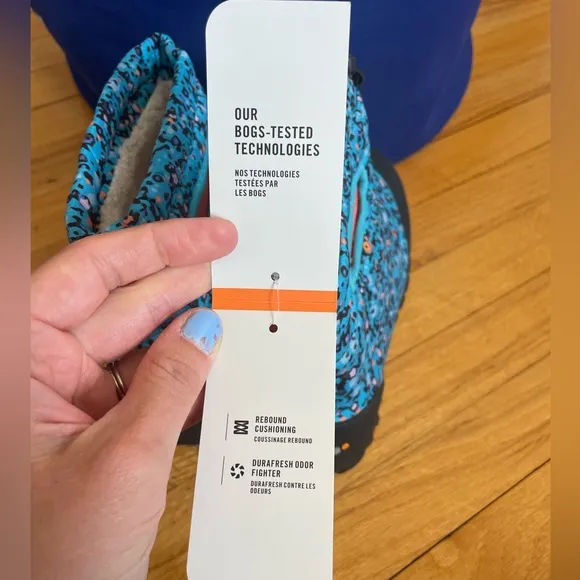 OUR
BOGS-TESTED
TECHNOLOGIES
NOS TECHNOLOGIES
TESTÉES PAR
LES BOGS
REBOUND
CUSHIONING
COUSSINAGE REBOUND
DURAFRESH ODOR
FIGHTER
DURAFRESH CONTRE LES
ODEURS